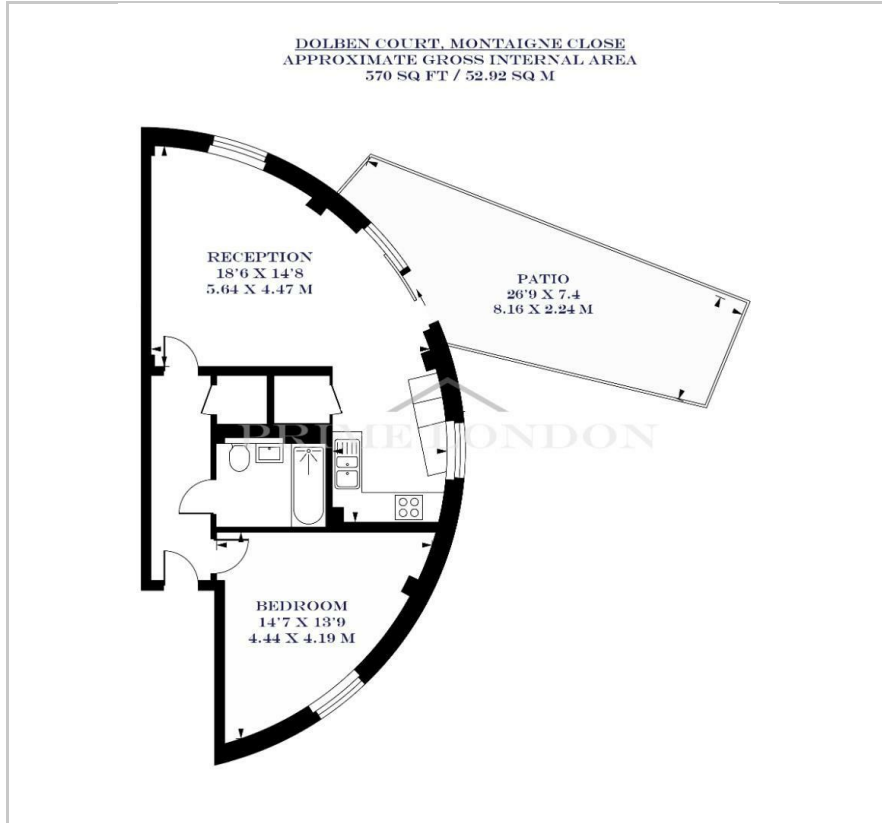 DOLBEN COURT, MONTAIGNE CLOSE
APPROXIMATE GROSS INTERNAL AREA
570 SQ FT / 52.92 SQ M
RECEPTION
18'6 X 14'8
5.64 X 4.47 M
PATIO
26'9 X 7.4
8.16 X 2.24 M
PRIME LONDON
BEDROOM
14'7 X 13'9
4.44 X 4.19 M